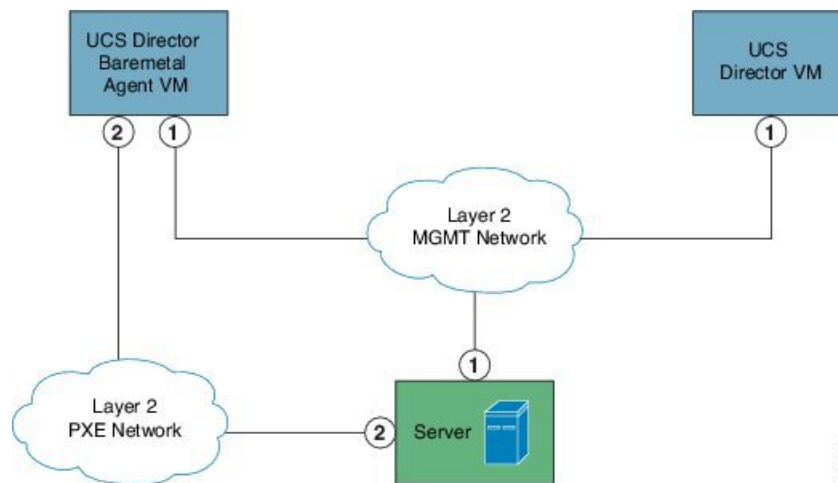 UCS Director
Baremetal
Agent VM
UCS
Director VM
2
1
1
Layer 2
MGMT Network
1
Layer 2
PXE Network
2
Server